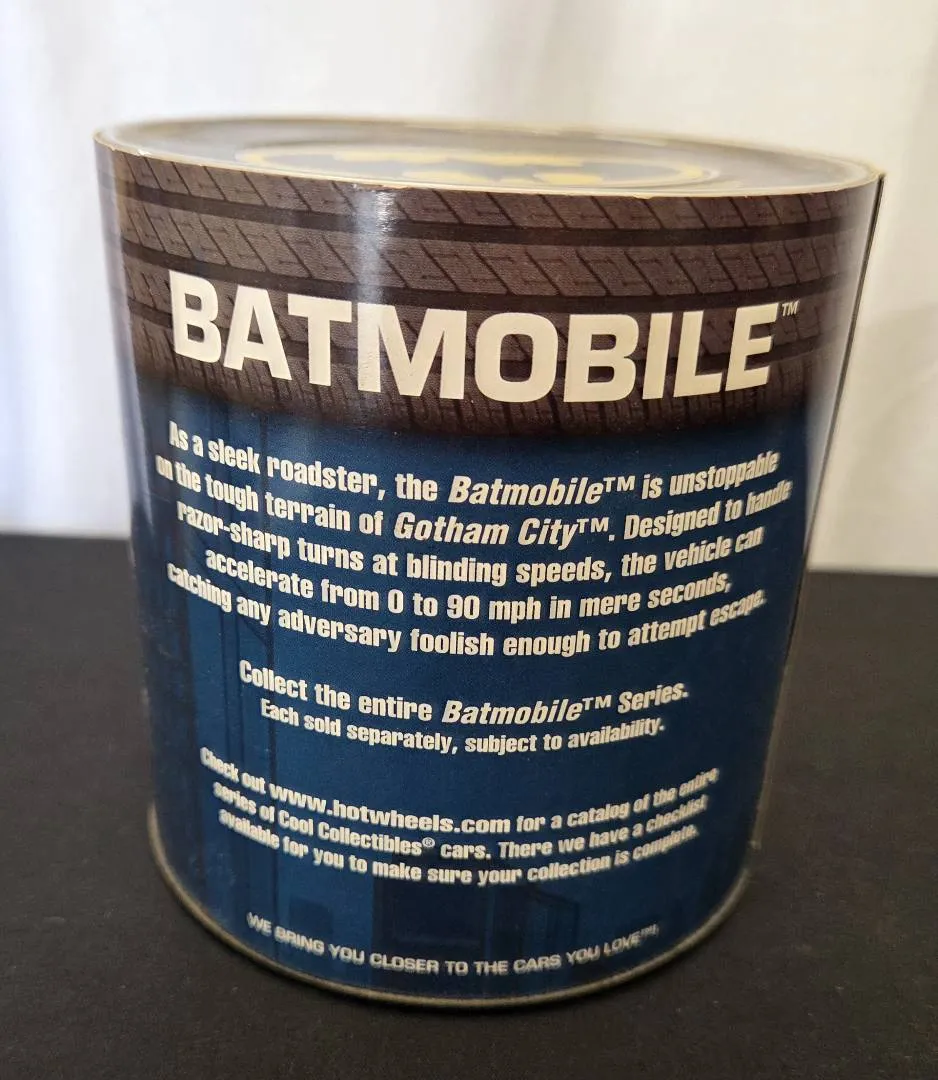 BATMOBILE™
As a sleek roadster, the Batmobile™ is unstoppable
on the tough terrain of Gotham City™. Designed to handle
razor-sharp turns at blinding speeds, the vehicle can
accelerate from 0 to 90 mph in mere seconds,
catching any adversary foolish enough to attempt escape.
Collect the entire Batmobile™ Series.
Each sold separately, subject to availability.
Check out www.hotwheels.com for a catalog of the entire
series of Cool Collectibles® cars. There we have a checklist
available for you to make sure your collection is complete.
WE BRING YOU CLOSER TO THE CARS YOU LOVE™!